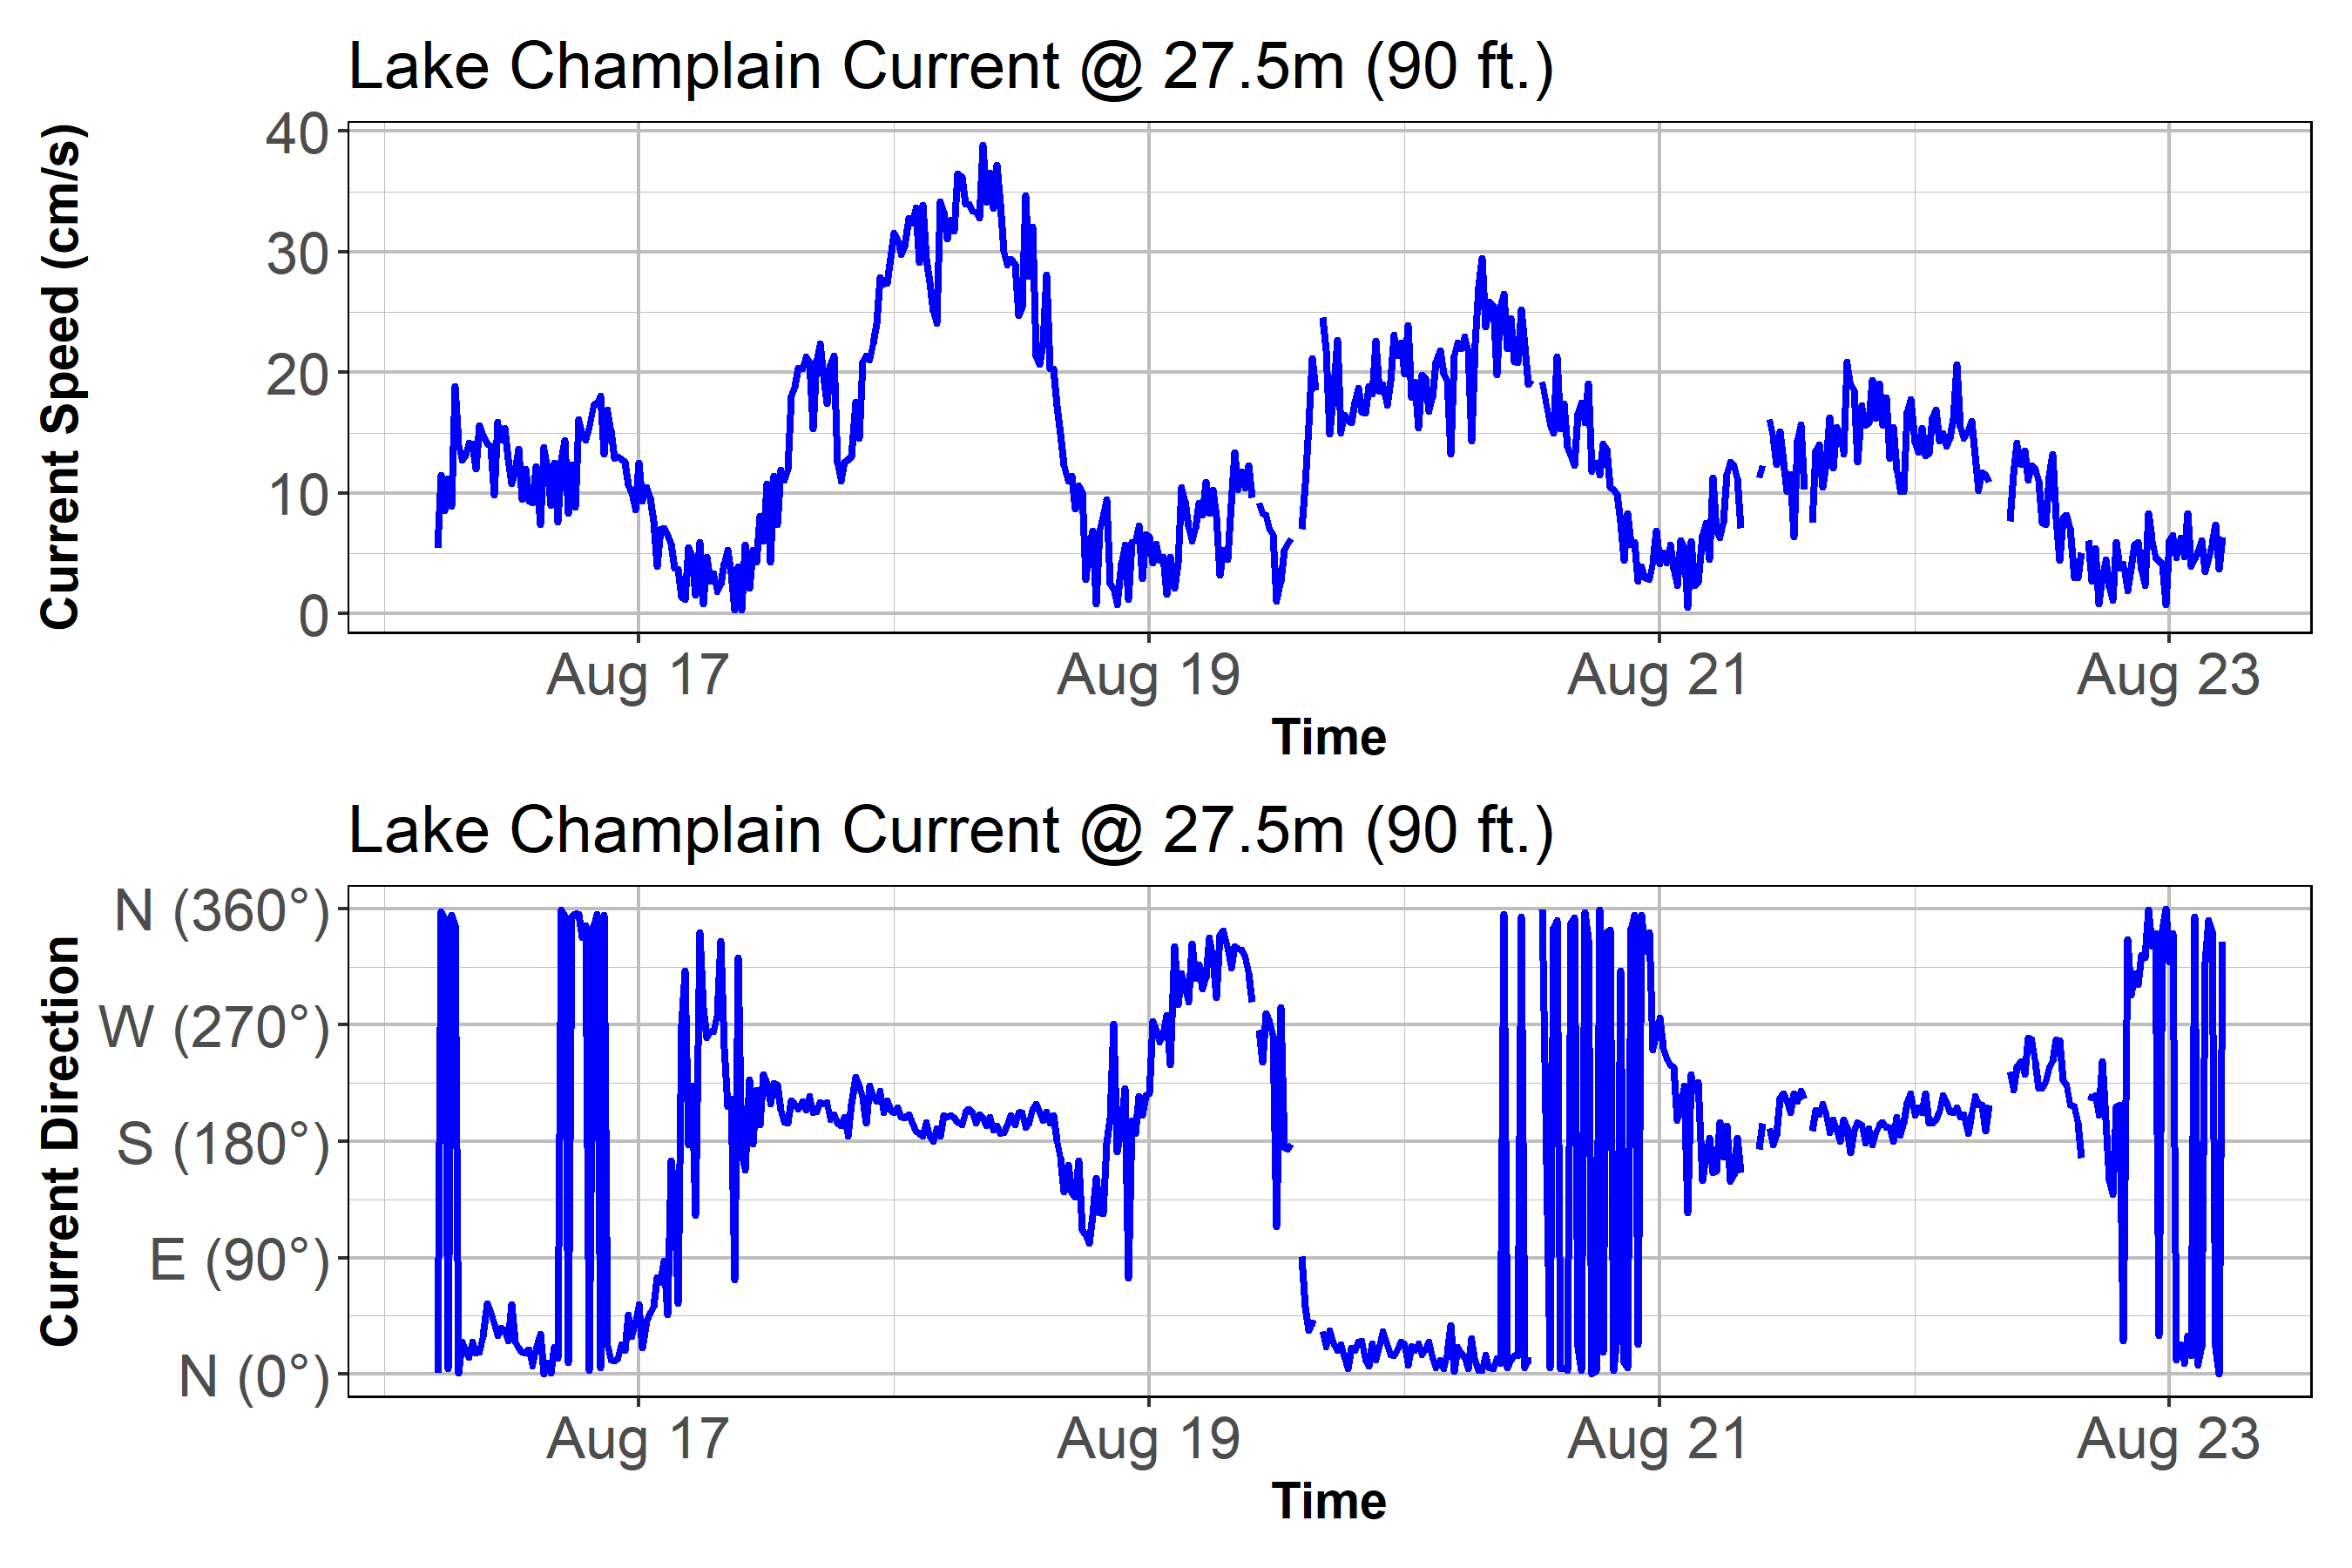 Lake Champlain Current @ 27.5m (90 ft.)
Current Speed (cm/s)
40
30
20
10
0
Aug 17 Aug 19 Aug 21 Aug 23
Time
Lake Champlain Current @ 27.5m (90 ft.)
Current Direction
N (360°)
W (270°)
S (180°)
E (90°)
N (0°)
Aug 17 Aug 19 Aug 21 Aug 23
Time